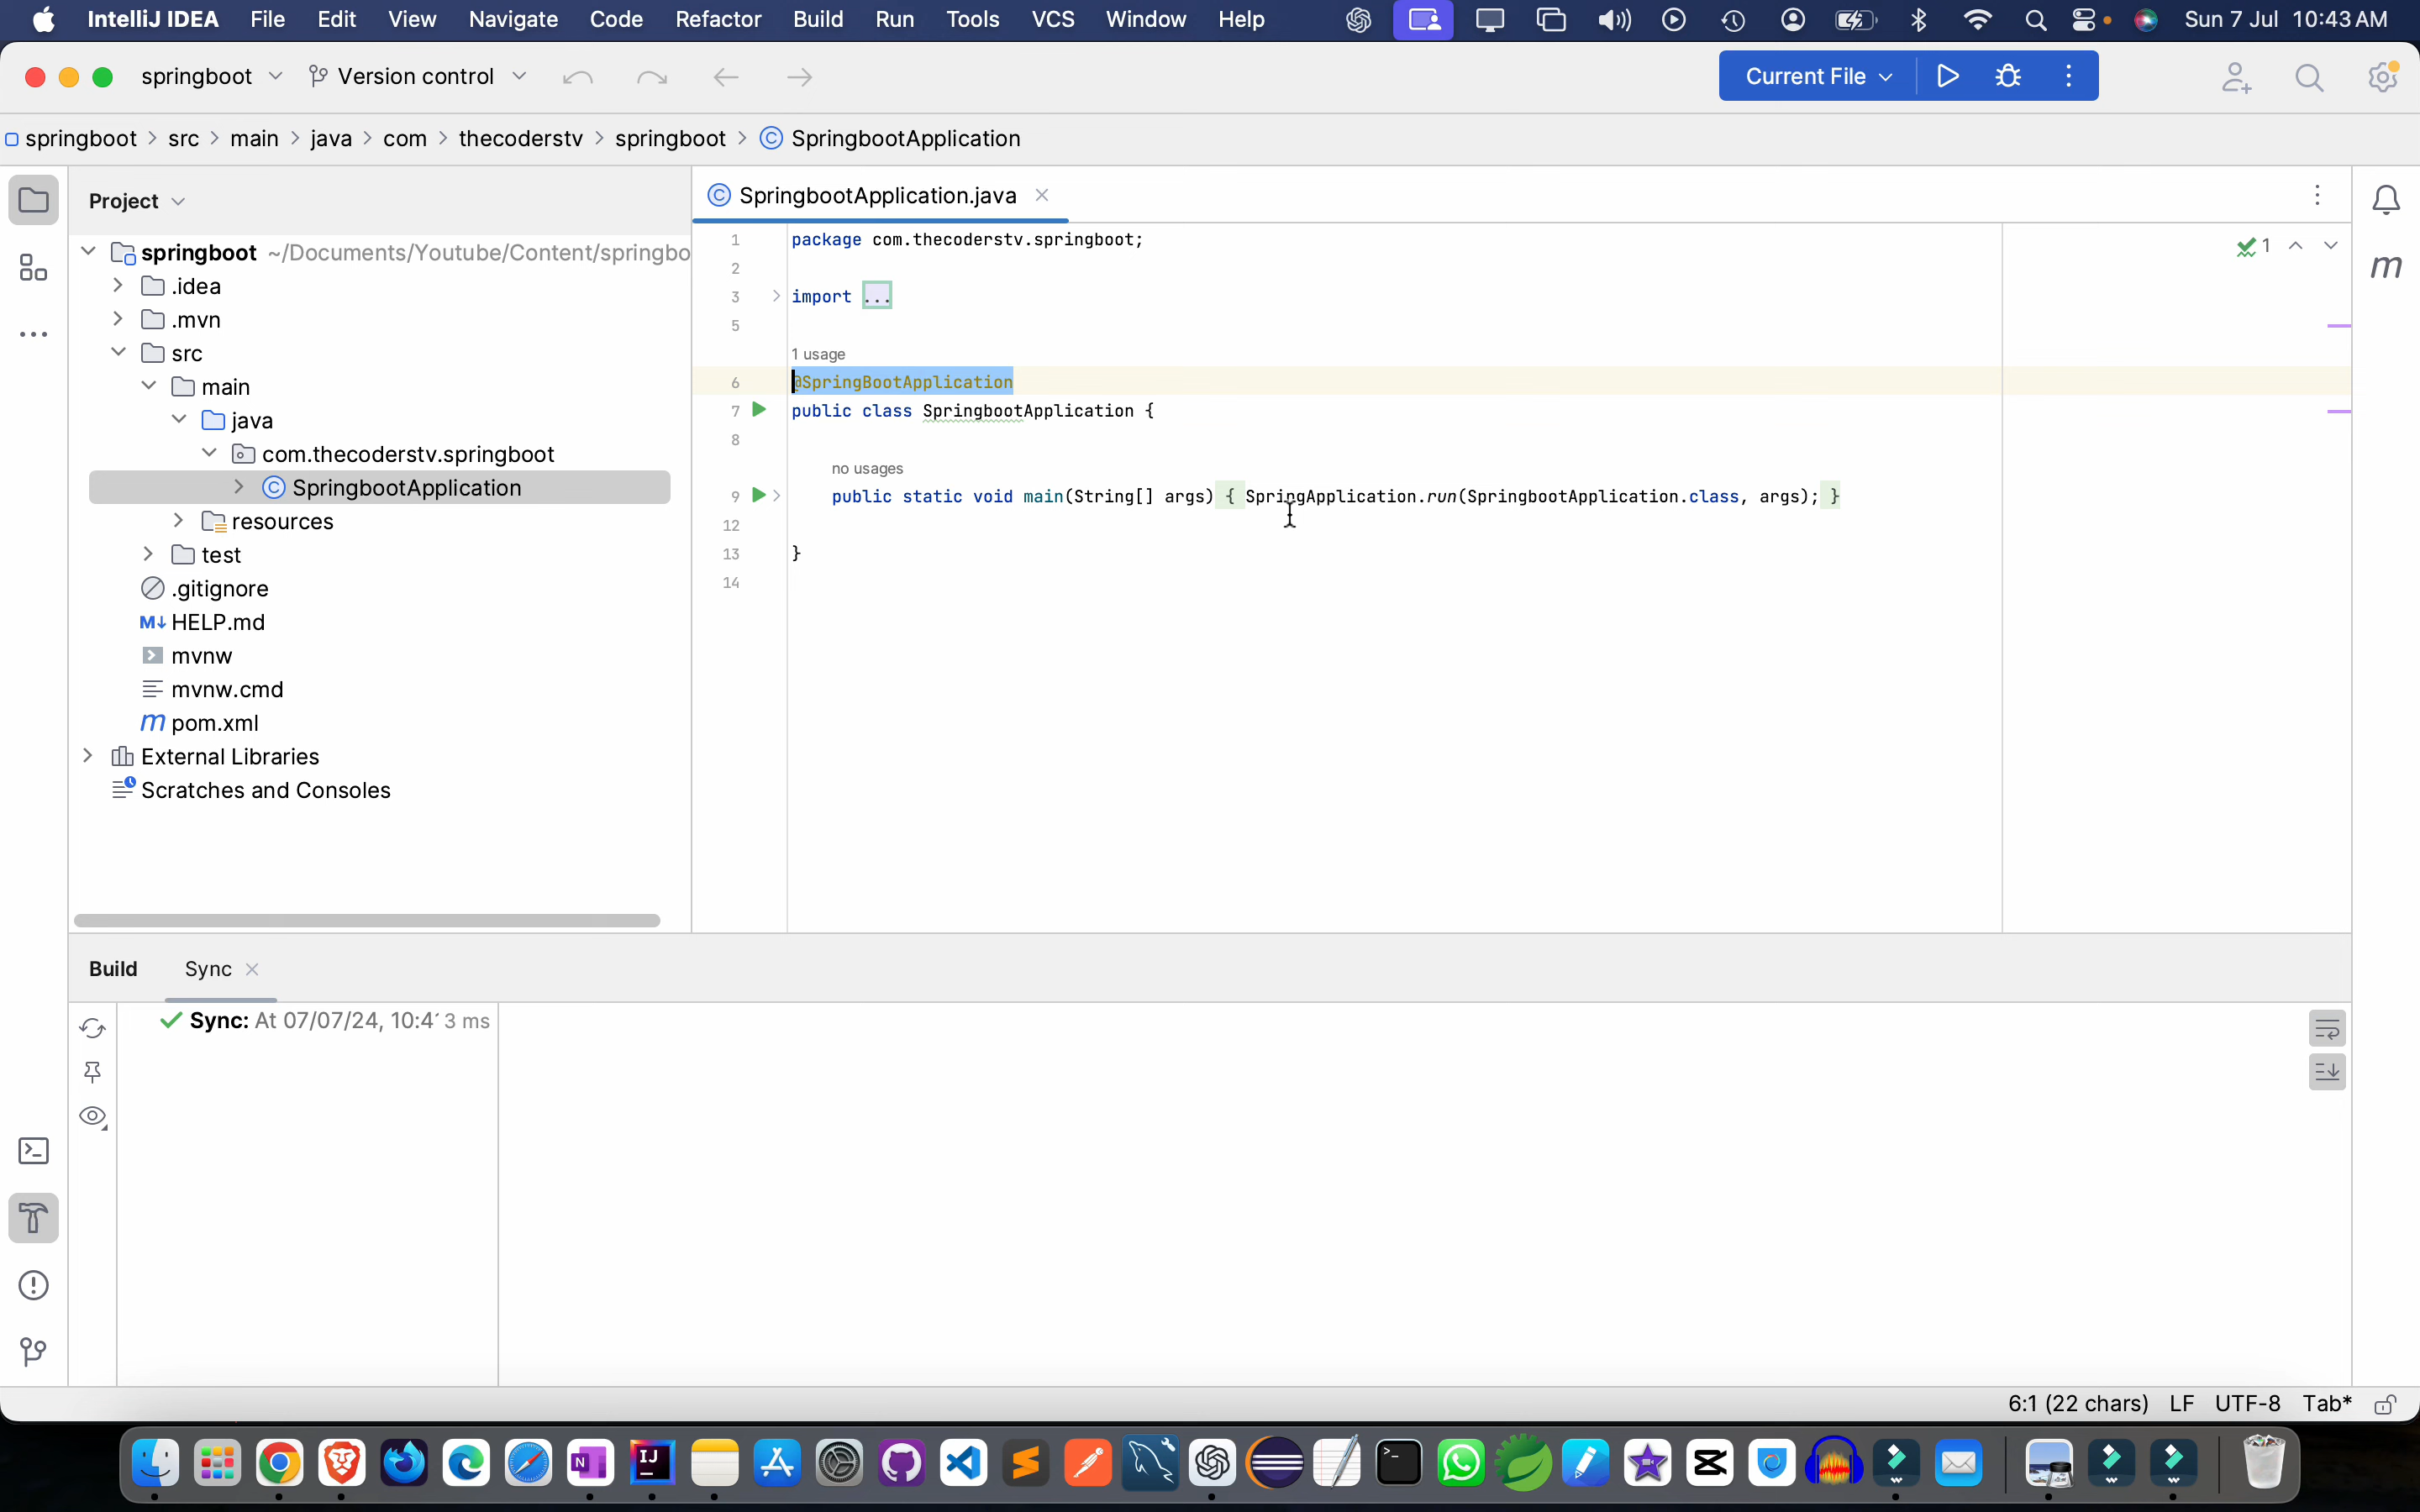 IntelliJ IDEA File Edit View Navigate Code Refactor Build Run Tools VCS Window Help Sun 7 Jul 10:43 AM
springboot Version control Current File
springboot > src > main > java > com > thecoderstv > springboot > SpringbootApplication
Project
springboot ~/Documents/Youtube/Content/springbo
.idea
.mvn
src
main
java
com.thecoderstv.springboot
SpringbootApplication
resources
test
.gitignore
M↓ HELP.md
mvnw
mvnw.cmd
m pom.xml
External Libraries
Scratches and Consoles
SpringbootApplication.java
1 package com.thecoderstv.springboot;
2
3 import ...
5
1 usage
6 @SpringBootApplication
7 public class SpringbootApplication {
8
no usages
9 public static void main(String[] args) { SpringApplication.run(SpringbootApplication.class, args); }
12
13 }
14
1
m
Build Sync
Sync: At 07/07/24, 10:4 3 ms
6:1 (22 chars) LF UTF-8 Tab*
N IJ